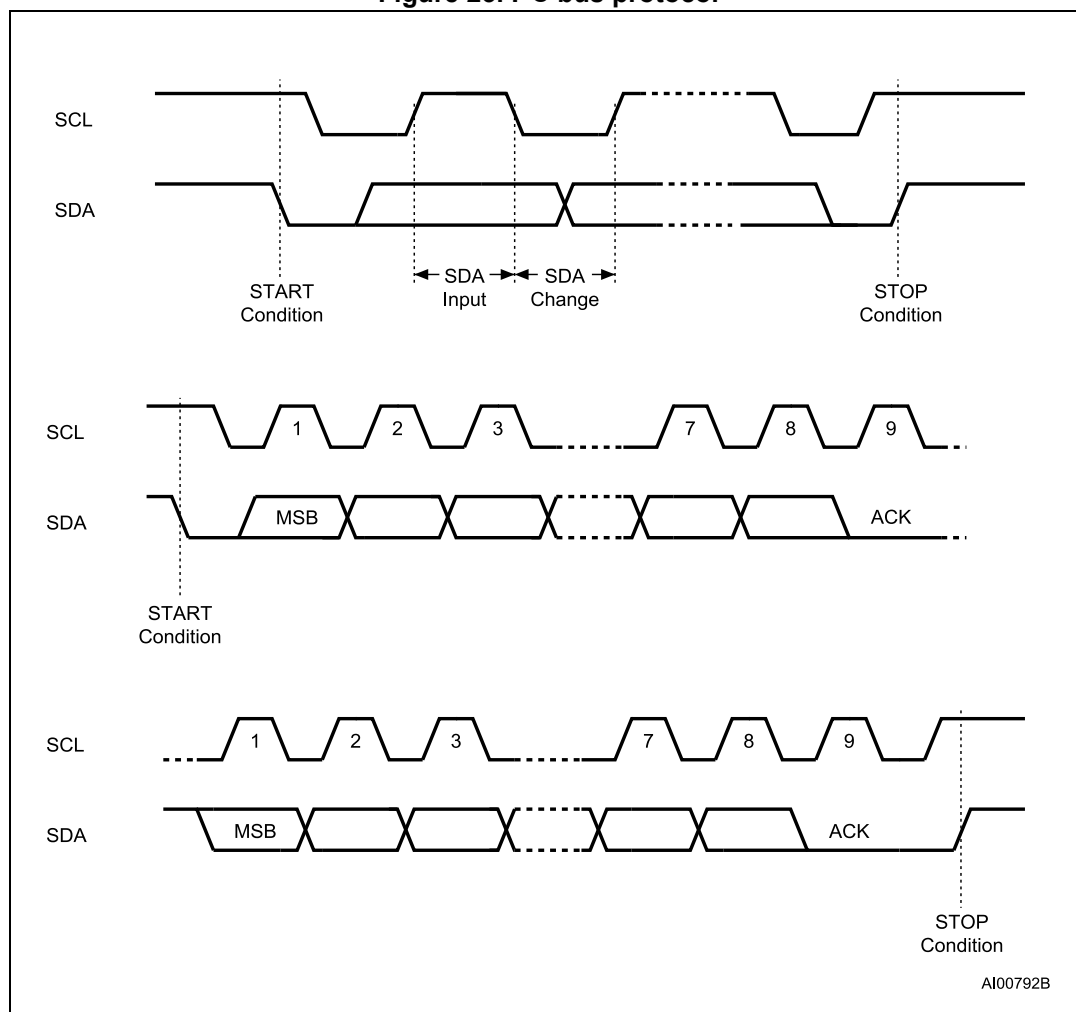 SCL
SDA
SDA Input
SDA Change
START Condition
STOP Condition
SCL
1 2 3 7 8 9
SDA
MSB ACK
START Condition
SCL
1 2 3 7 8 9
SDA
MSB ACK
STOP Condition
AI00792B